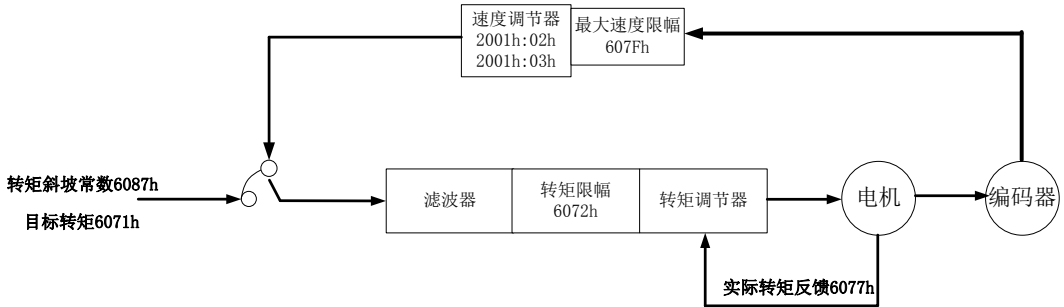 速度调节器
2001h:02h
2001h:03h
最大速度限幅
607Fh
转矩斜坡常数6087h
目标转矩6071h
滤波器
转矩限幅
6072h
转矩调节器
电机
编码器
实际转矩反馈6077h